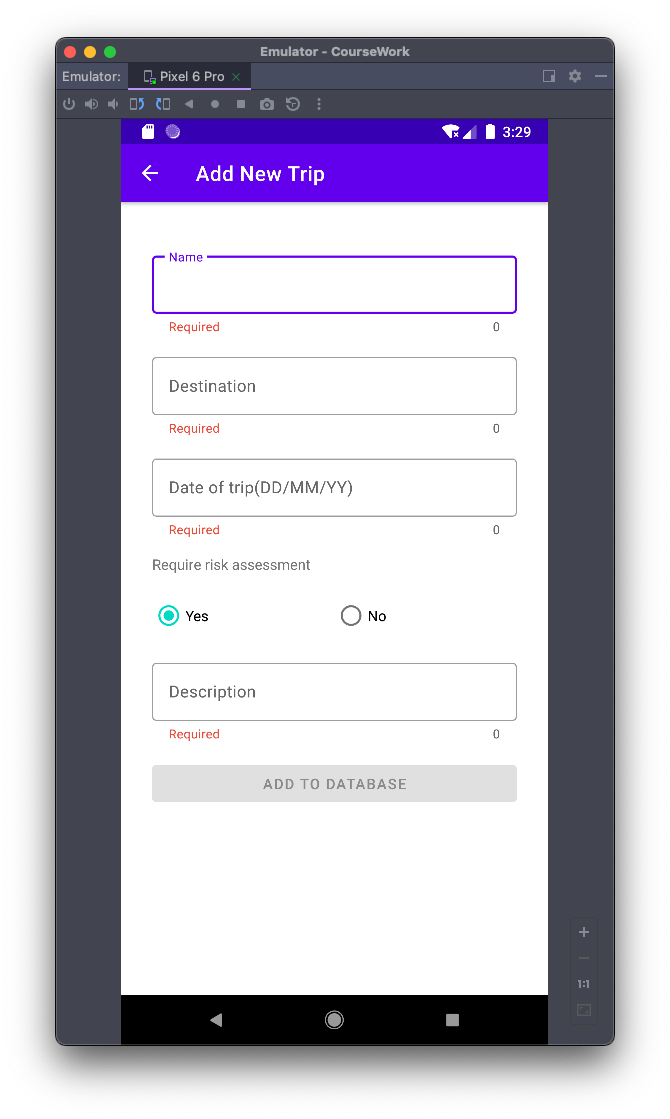 Emulator - CourseWork
Emulator: Pixel 6 Pro
3:29
Add New Trip
Name
Required 0
Destination
Required 0
Date of trip(DD/MM/YY)
Required 0
Require risk assessment
Yes No
Description
Required 0
ADD TO DATABASE
1:1